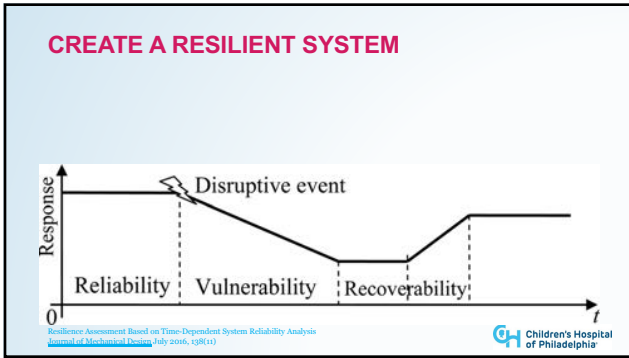 CREATE A RESILIENT SYSTEM
Response
Disruptive event
Reliability
Vulnerability
Recoverability
0
t
Resilience Assessment Based on Time-Dependent System Reliability Analysis
Journal of Mechanical Design July 2016, 138(11)
CH Children's Hospital
of Philadelphia